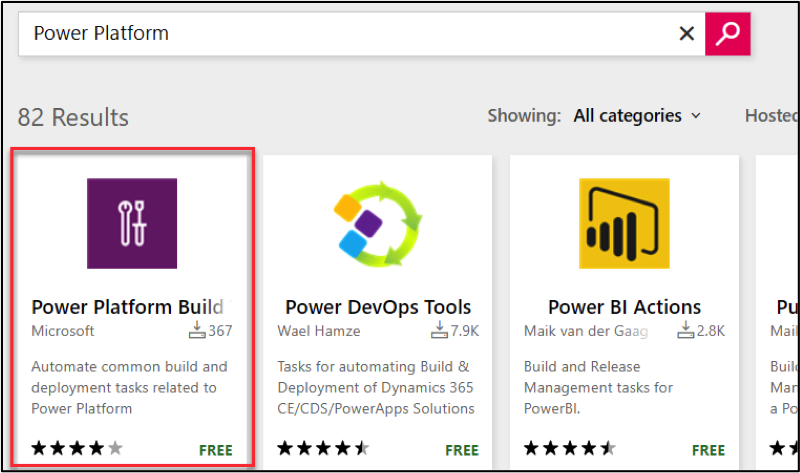 Power Platform
82 Results
Showing: All categories
Hosted
Power Platform Build
Microsoft
367
Automate common build and
deployment tasks related to
Power Platform
FREE
Power DevOps Tools
Wael Hamze
7.9K
Tasks for automating Build &
Deployment of Dynamics 365
CE/CDS/PowerApps Solutions
FREE
Power BI Actions
Maik van der Gaag
2.8K
Build and Release
Management tasks for
PowerBI.
FREE
Pu
Mai
Buil
Ma
a Po